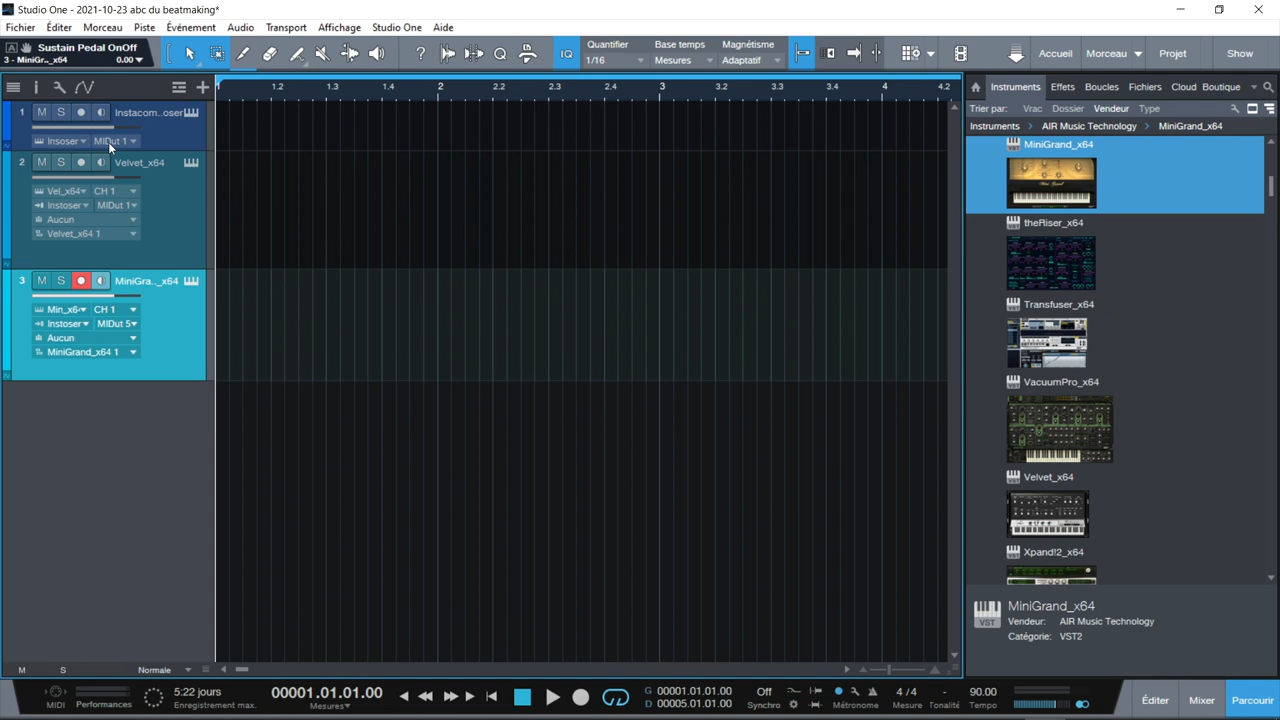 Studio One - 2021-10-23 abc du beatmaking*
Fichier Éditer Morceau Piste Événement Audio Transport Affichage Studio One Aide
Sustain Pedal OnOff
3 - MiniGr.._x64 0.00
IQ
Quantifier Base temps Magnétisme
1/16 Mesures Adaptatif
Accueil Morceau Projet Show
1 1.2 1.3 1.4 2 2.2 2.3 2.4 3 3.2 3.3 3.4 4 4.2
1 M S Instacom..oser
Insoser MIDut 1
2 M S Velvet_x64
Vel_x64 CH 1
Instoser MIDut 1
Aucun
Velvet_x64 1
3 M S MiniGra.._x64
Min_x6 CH 1
Instoser MIDut 5
Aucun
MiniGrand_x64 1
M S Normale
Instruments Effets Boucles Fichiers Cloud Boutique
Trier par: Vrac Dossier Vendeur Type
Instruments AIR Music Technology MiniGrand_x64
MiniGrand_x64
theRiser_x64
Transfuser_x64
VacuumPro_x64
Velvet_x64
Xpand!2_x64
MiniGrand_x64
Vendeur: AIR Music Technology
Catégorie: VST2
VST
MIDI Performances
5:22 jours
Enregistrement max.
00001.01.01.00
Mesures
G 00001.01.01.00
D 00005.01.01.00
Off
Synchro
Métronome
4 / 4
Mesure
-
Tonalité
90.00
Tempo
Éditer Mixer Parcourir